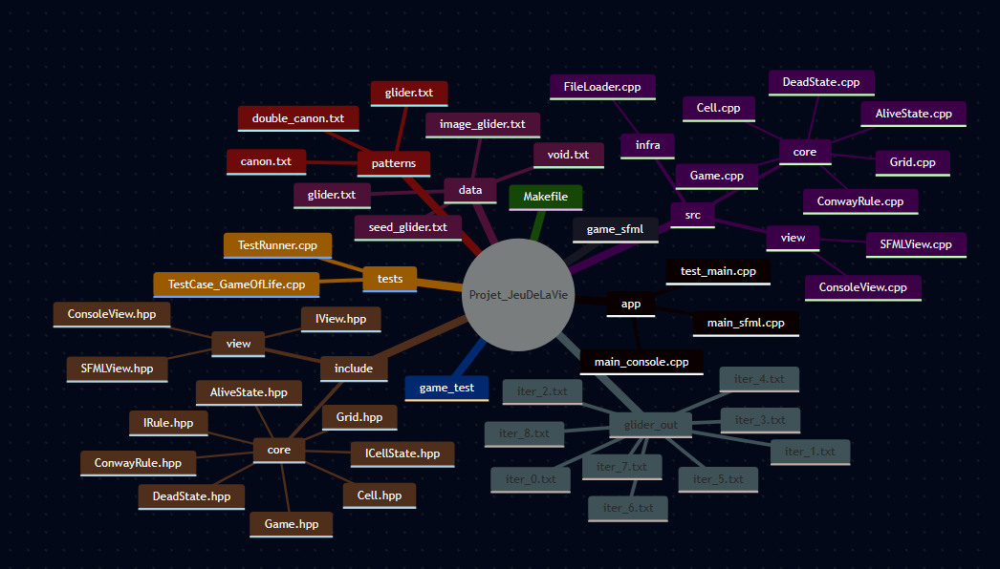 DeadState.cpp
FileLoader.cpp
glider.txt
Cell.cpp
AliveState.cpp
double_canon.txt
image_glider.txt
infra
core
void.txt
canon.txt
patterns
Grid.cpp
Game.cpp
data
glider.txt
Makefile
ConwayRule.cpp
src
seed_glider.txt
game_sfml
view
TestRunner.cpp
SFMLView.cpp
test_main.cpp
tests
TestCase_GameOfLife.cpp
ConsoleView.cpp
Projet_JeuDeLaVie
app
ConsoleView.hpp
IView.hpp
main_sfml.cpp
view
main_console.cpp
SFMLView.hpp
include
iter_4.txt
game_test
AliveState.hpp
iter_2.txt
Grid.hpp
IRule.hpp
iter_3.txt
glider_out
iter_8.txt
core
ICellState.hpp
iter_1.txt
ConwayRule.hpp
iter_7.txt
iter_0.txt
iter_5.txt
DeadState.hpp
Cell.hpp
iter_6.txt
Game.hpp